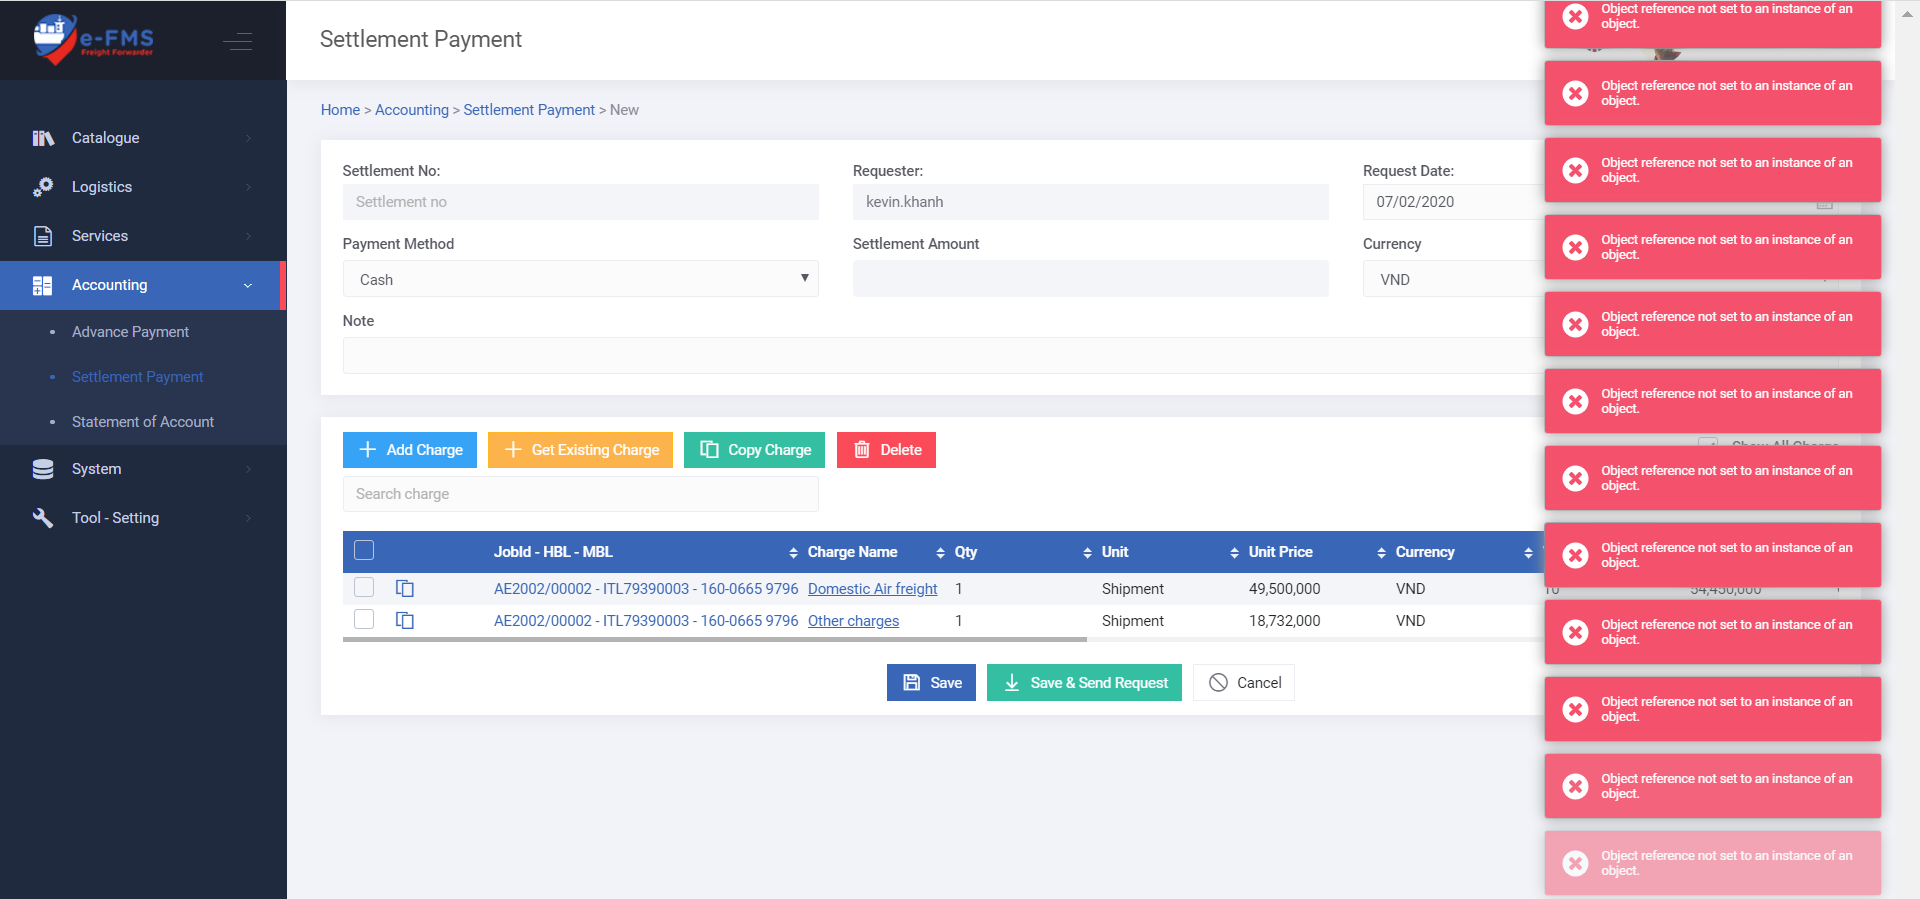 e-FMS
Freight Forwarder
Catalogue
Logistics
Services
Accounting
Advance Payment
Settlement Payment
Statement of Account
System
Tool - Setting
Settlement Payment
Home > Accounting > Settlement Payment > New
Settlement No:
Settlement no
Requester:
kevin.khanh
Request Date:
07/02/2020
Payment Method
Cash
Settlement Amount
Currency
VND
Note
Add Charge
Get Existing Charge
Copy Charge
Delete
Show All Charge
Search charge
JobId - HBL - MBL Charge Name Qty Unit Unit Price Currency
AE2002/00002 - ITL79390003 - 160-0665 9796 Domestic Air freight 1 Shipment 49,500,000 VND 10 54,450,000
AE2002/00002 - ITL79390003 - 160-0665 9796 Other charges 1 Shipment 18,732,000 VND
Save
Save & Send Request
Cancel
Object reference not set to an instance of an
object.
Object reference not set to an instance of an
object.
Object reference not set to an instance of an
object.
Object reference not set to an instance of an
object.
Object reference not set to an instance of an
object.
Object reference not set to an instance of an
object.
Object reference not set to an instance of an
object.
Object reference not set to an instance of an
object.
Object reference not set to an instance of an
object.
Object reference not set to an instance of an
object.
Object reference not set to an instance of an
object.
Object reference not set to an instance of an
object.